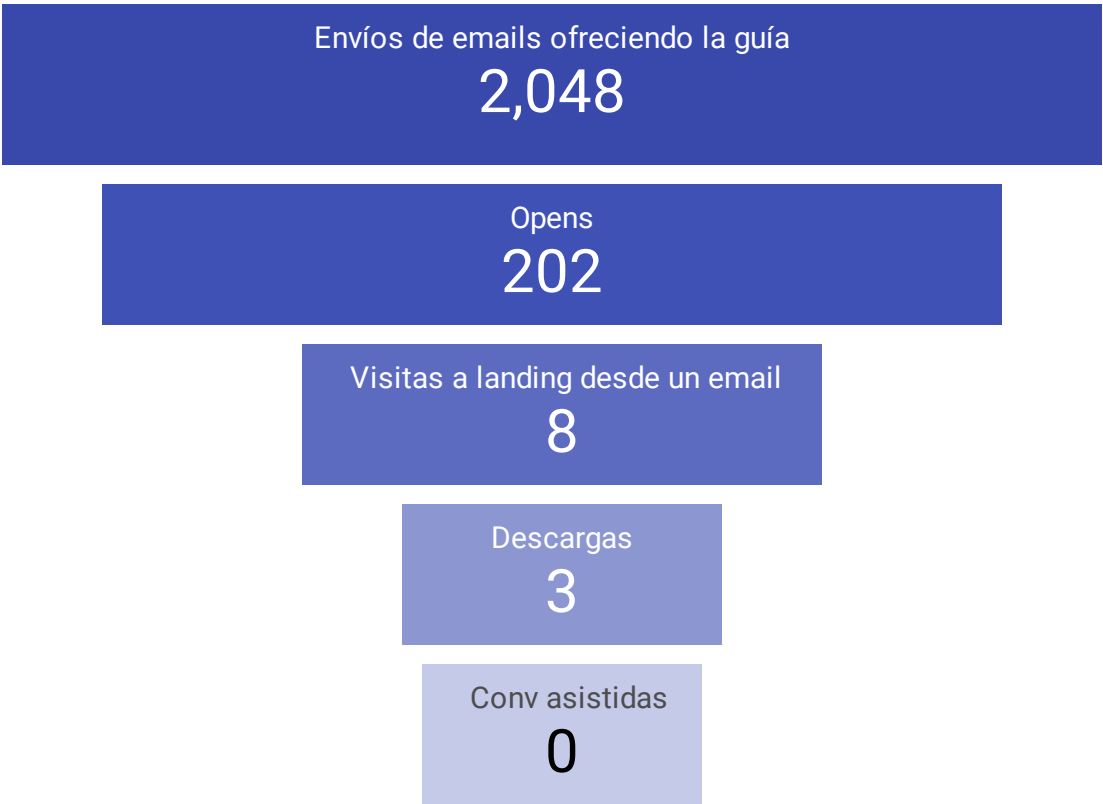 Envíos de emails ofreciendo la guía
2,048
Opens
202
Visitas a landing desde un email
8
Descargas
3
Conv asistidas
0